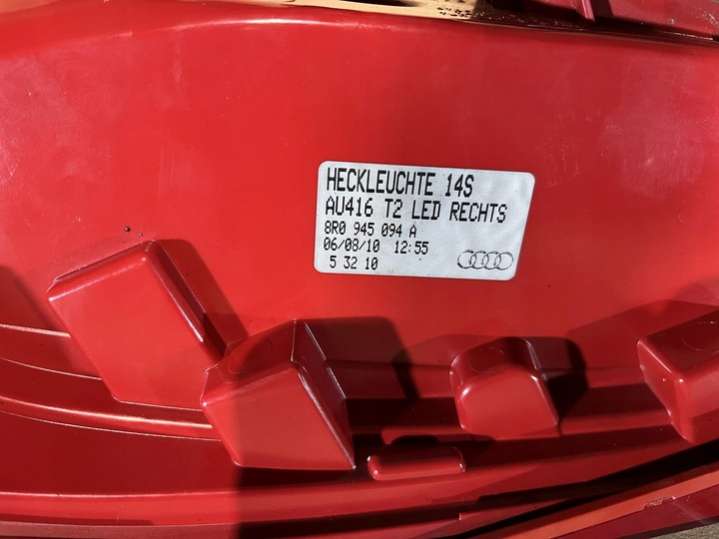 HECKLEUCHTE 14S
AU416 T2 LED RECHTS
8R0 945 094 A
06/08/10 12:55
5 32 10